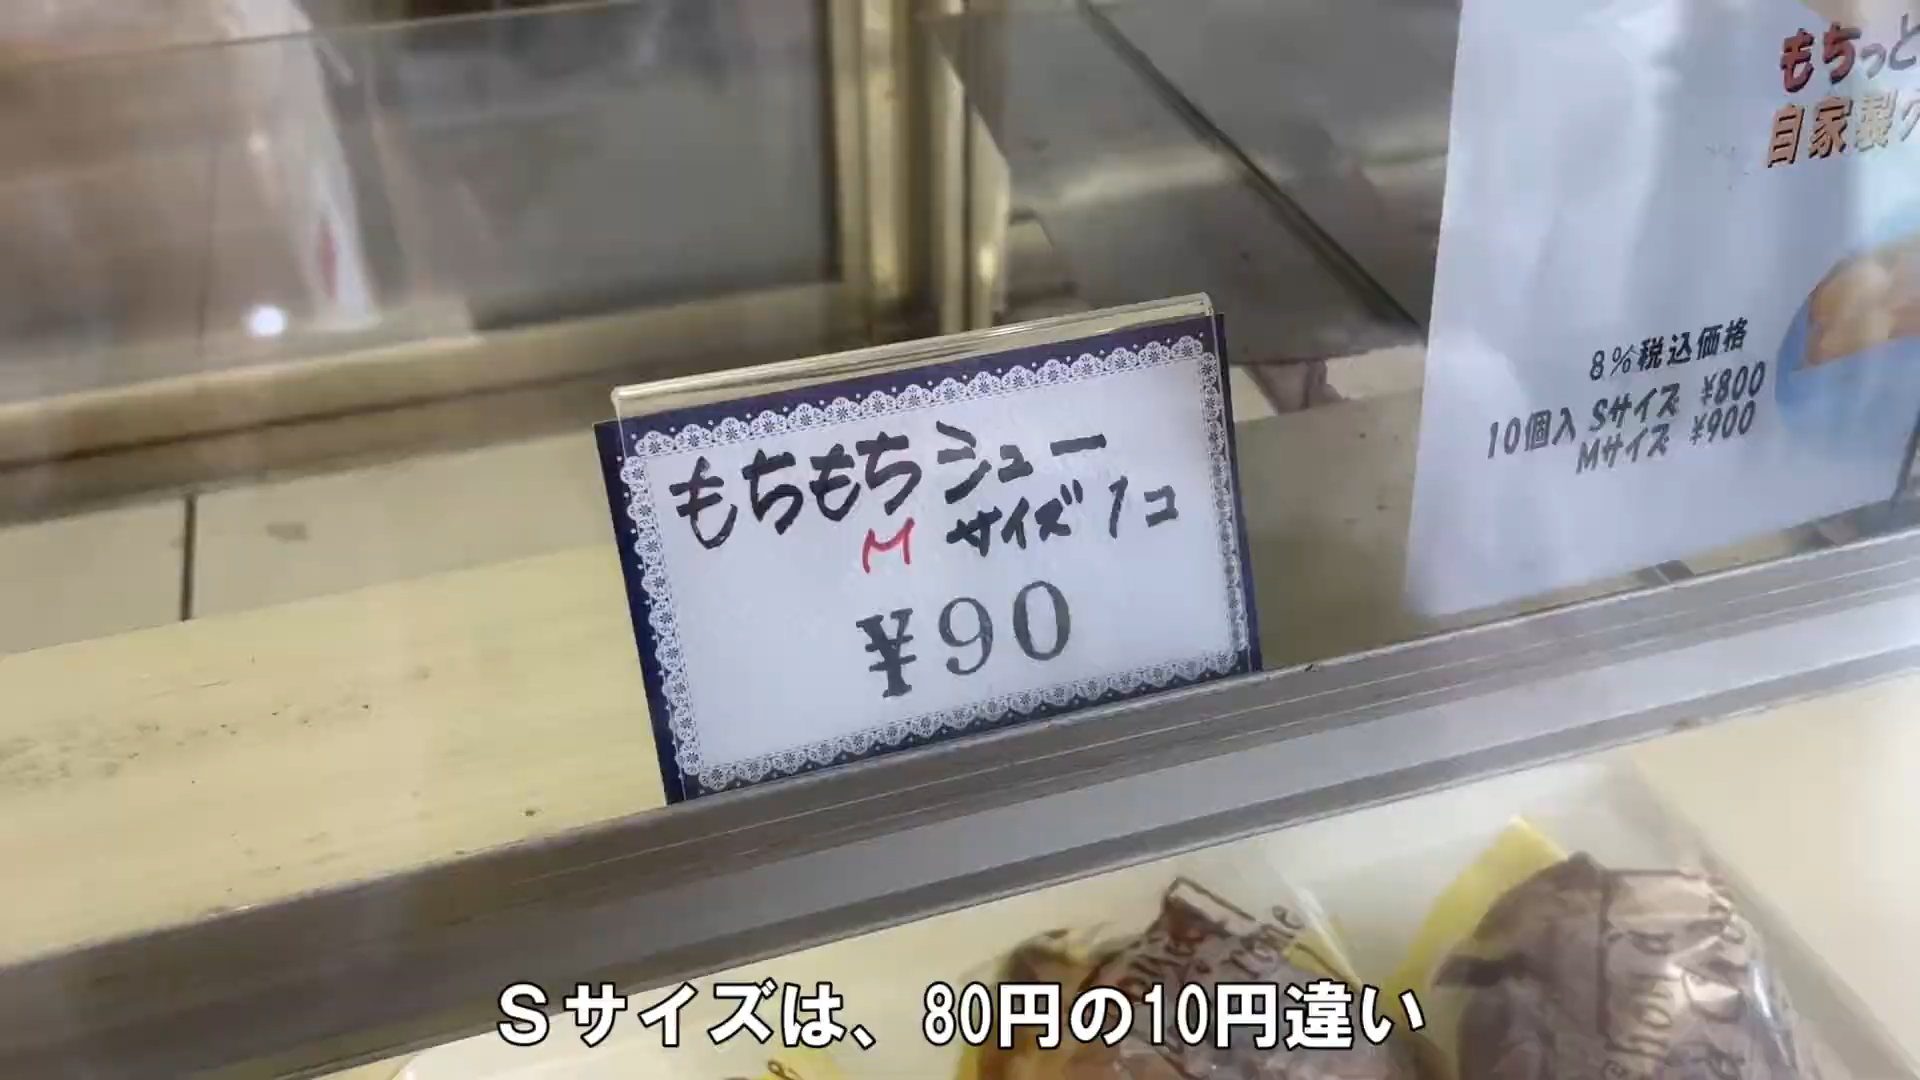 もちもちシュー
M サイズ 1コ
¥90
もちっと
自家製
8%税込価格
10個入 Sサイズ ¥800
Mサイズ ¥900
Sサイズは、80円の10円違い